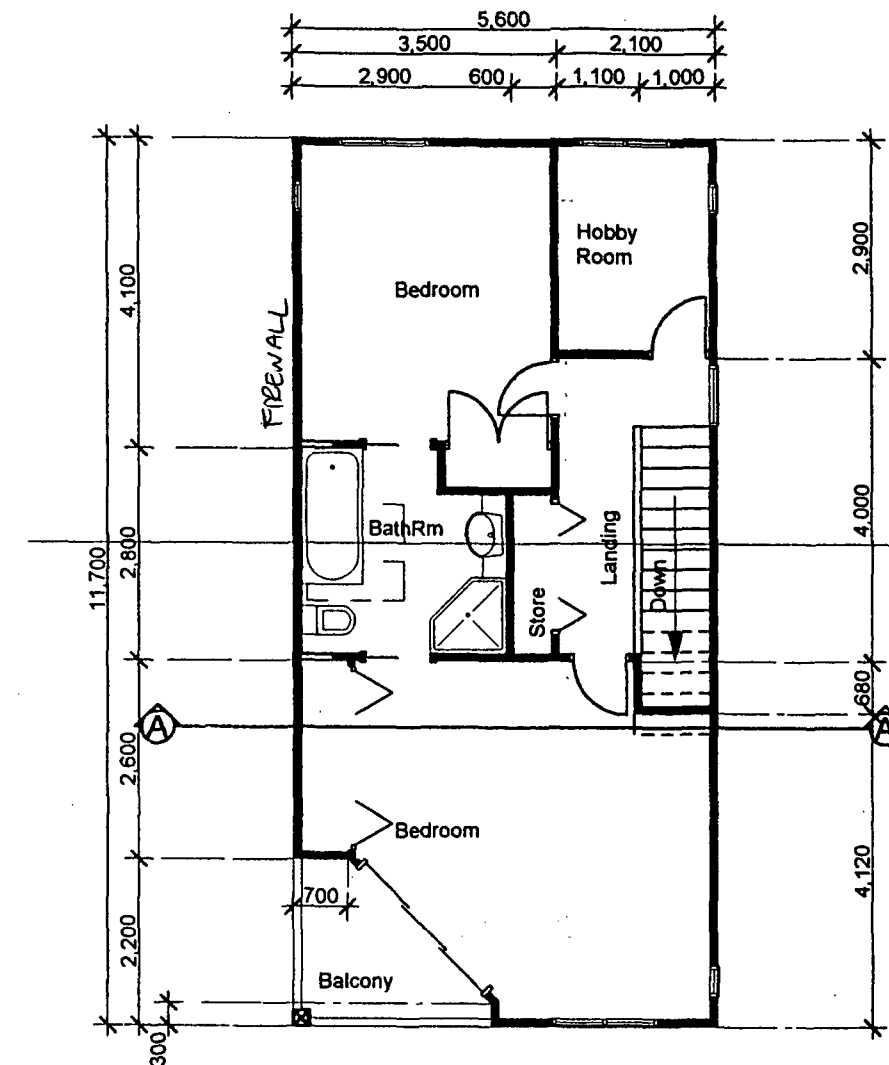 5,600
3,500 2,100
2,900 600 1,100 1,000
Hobby
Room
Bedroom
FIREWALL
4,100
2,900
BathRm
Landing
Store
Down
11,700
2,800
4,000
680
A
B
2,600
Bedroom
4,120
700
2,200
Balcony
300